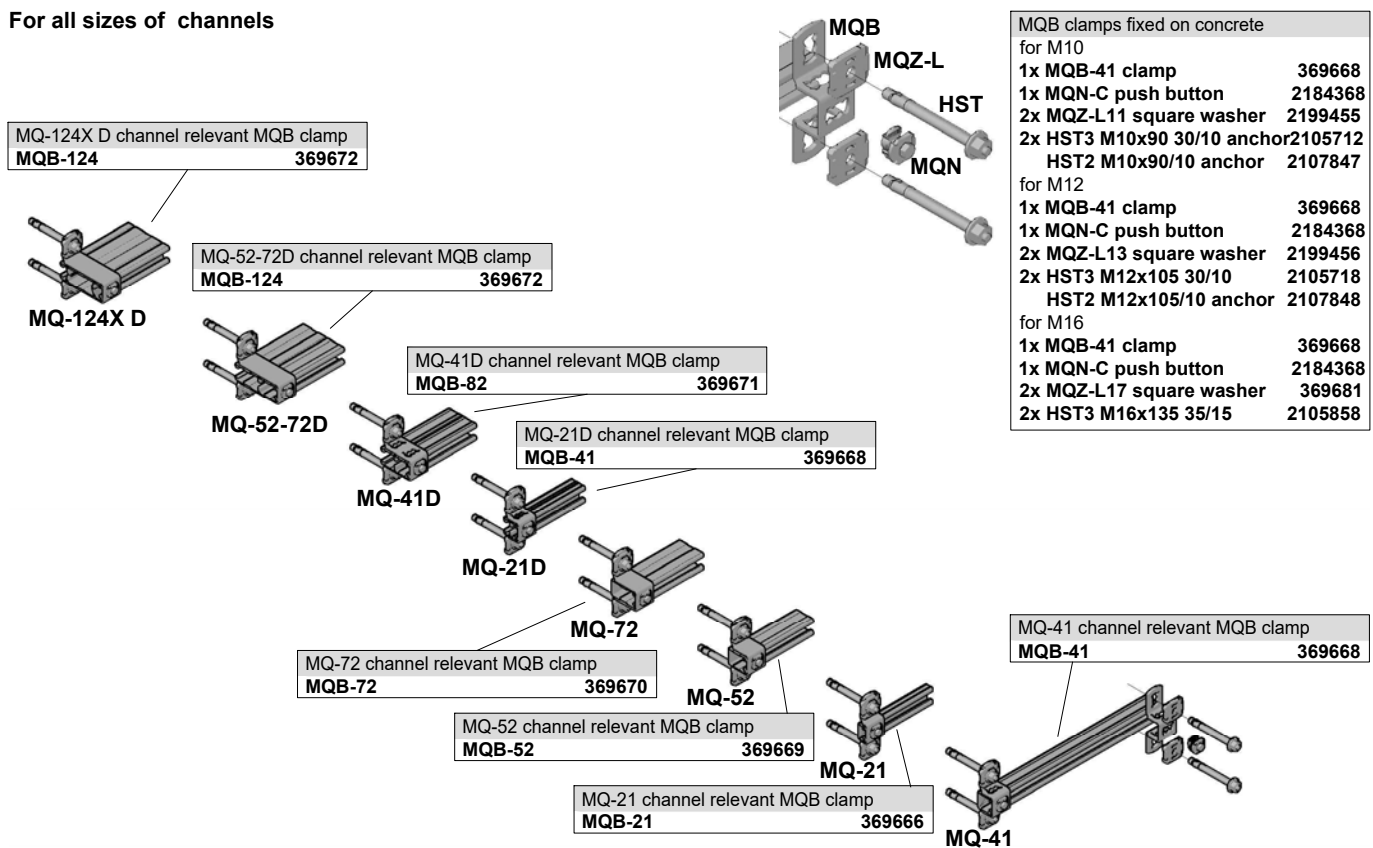 For all sizes of channels
MQB
MQZ-L
HST
MQN
MQB clamps fixed on concrete
for M10
1x MQB-41 clamp 369668
1x MQN-C push button 2184368
2x MQZ-L11 square washer 2199455
2x HST3 M10x90 30/10 anchor2105712
HST2 M10x90/10 anchor 2107847
for M12
1x MQB-41 clamp 369668
1x MQN-C push button 2184368
2x MQZ-L13 square washer 2199456
2x HST3 M12x105 30/10 2105718
HST2 M12x105/10 anchor 2107848
for M16
1x MQB-41 clamp 369668
1x MQN-C push button 2184368
2x MQZ-L17 square washer 369681
2x HST3 M16x135 35/15 2105858
MQ-124X D channel relevant MQB clamp
MQB-124 369672
MQ-124X D
MQ-52-72D channel relevant MQB clamp
MQB-124 369672
MQ-52-72D
MQ-41D channel relevant MQB clamp
MQB-82 369671
MQ-41D
MQ-21D channel relevant MQB clamp
MQB-41 369668
MQ-21D
MQ-72
MQ-72 channel relevant MQB clamp
MQB-72 369670
MQ-52
MQ-52 channel relevant MQB clamp
MQB-52 369669
MQ-21
MQ-21 channel relevant MQB clamp
MQB-21 369666
MQ-41 channel relevant MQB clamp
MQB-41 369668
MQ-41